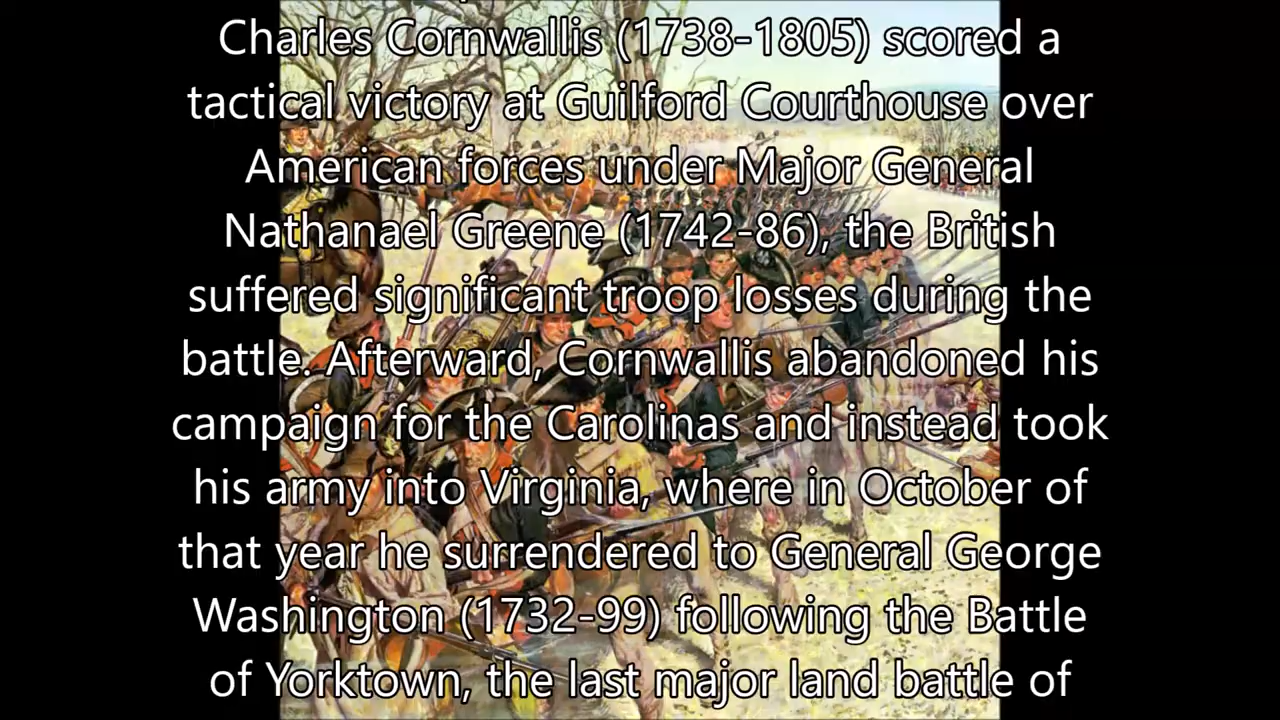 Charles Cornwallis (1738-1805) scored a
tactical victory at Guilford Courthouse over
American forces under Major General
Nathanael Greene (1742-86), the British
suffered significant troop losses during the
battle. Afterward, Cornwallis abandoned his
campaign for the Carolinas and instead took
his army into Virginia, where in October of
that year he surrendered to General George
Washington (1732-99) following the Battle
of Yorktown, the last major land battle of